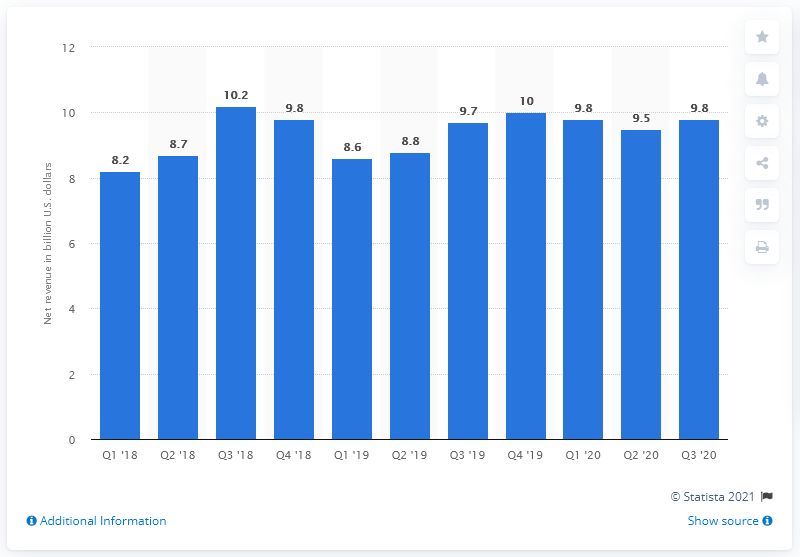 Net revenue in billion U.S. dollars
12
10
8
6
4
2
0
8.2
8.7
10.2
9.8
8.6
8.8
9.7
10
9.8
9.5
9.8
Q1 '18
Q2 '18
Q3 '18
Q4 '18
Q1 '19
Q2 '19
Q3 '19
Q4 '19
Q1 '20
Q2 '20
Q3 '20
© Statista 2021
Additional Information
Show source